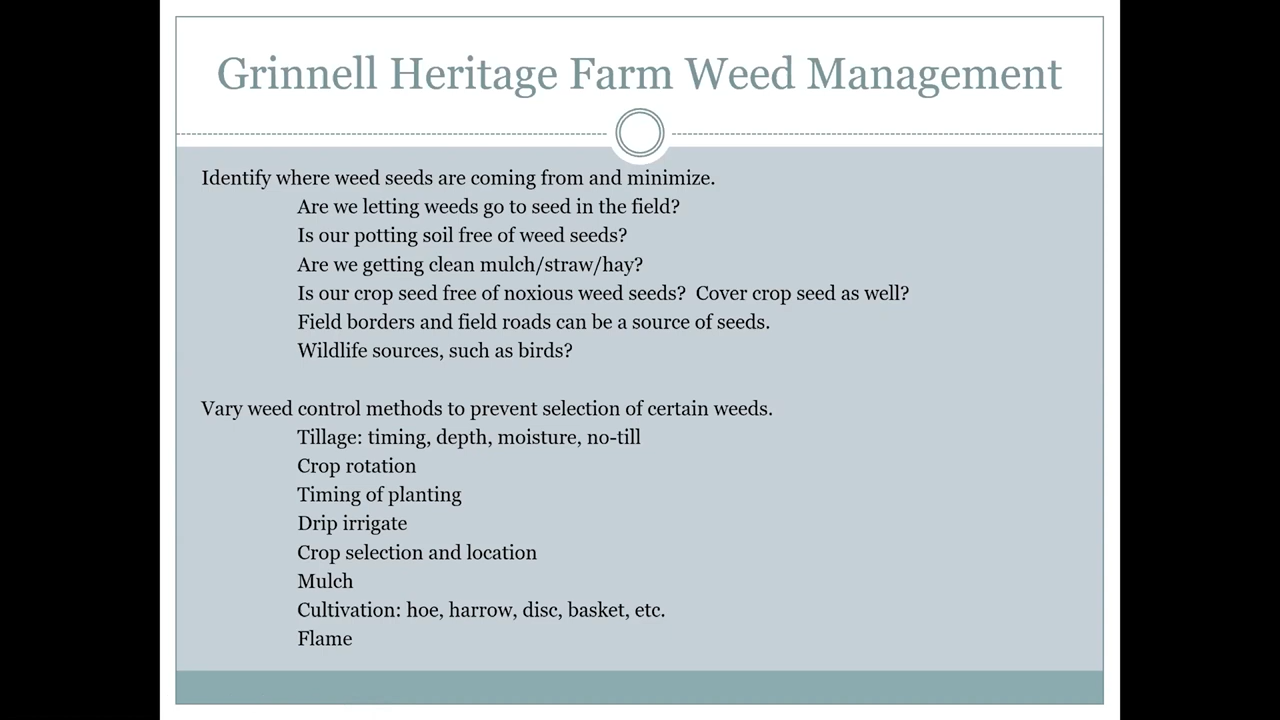 Grinnell Heritage Farm Weed Management
Identify where weed seeds are coming from and minimize.
Are we letting weeds go to seed in the field?
Is our potting soil free of weed seeds?
Are we getting clean mulch/straw/hay?
Is our crop seed free of noxious weed seeds?  Cover crop seed as well?
Field borders and field roads can be a source of seeds.
Wildlife sources, such as birds?
Vary weed control methods to prevent selection of certain weeds.
Tillage: timing, depth, moisture, no-till
Crop rotation
Timing of planting
Drip irrigate
Crop selection and location
Mulch
Cultivation: hoe, harrow, disc, basket, etc.
Flame